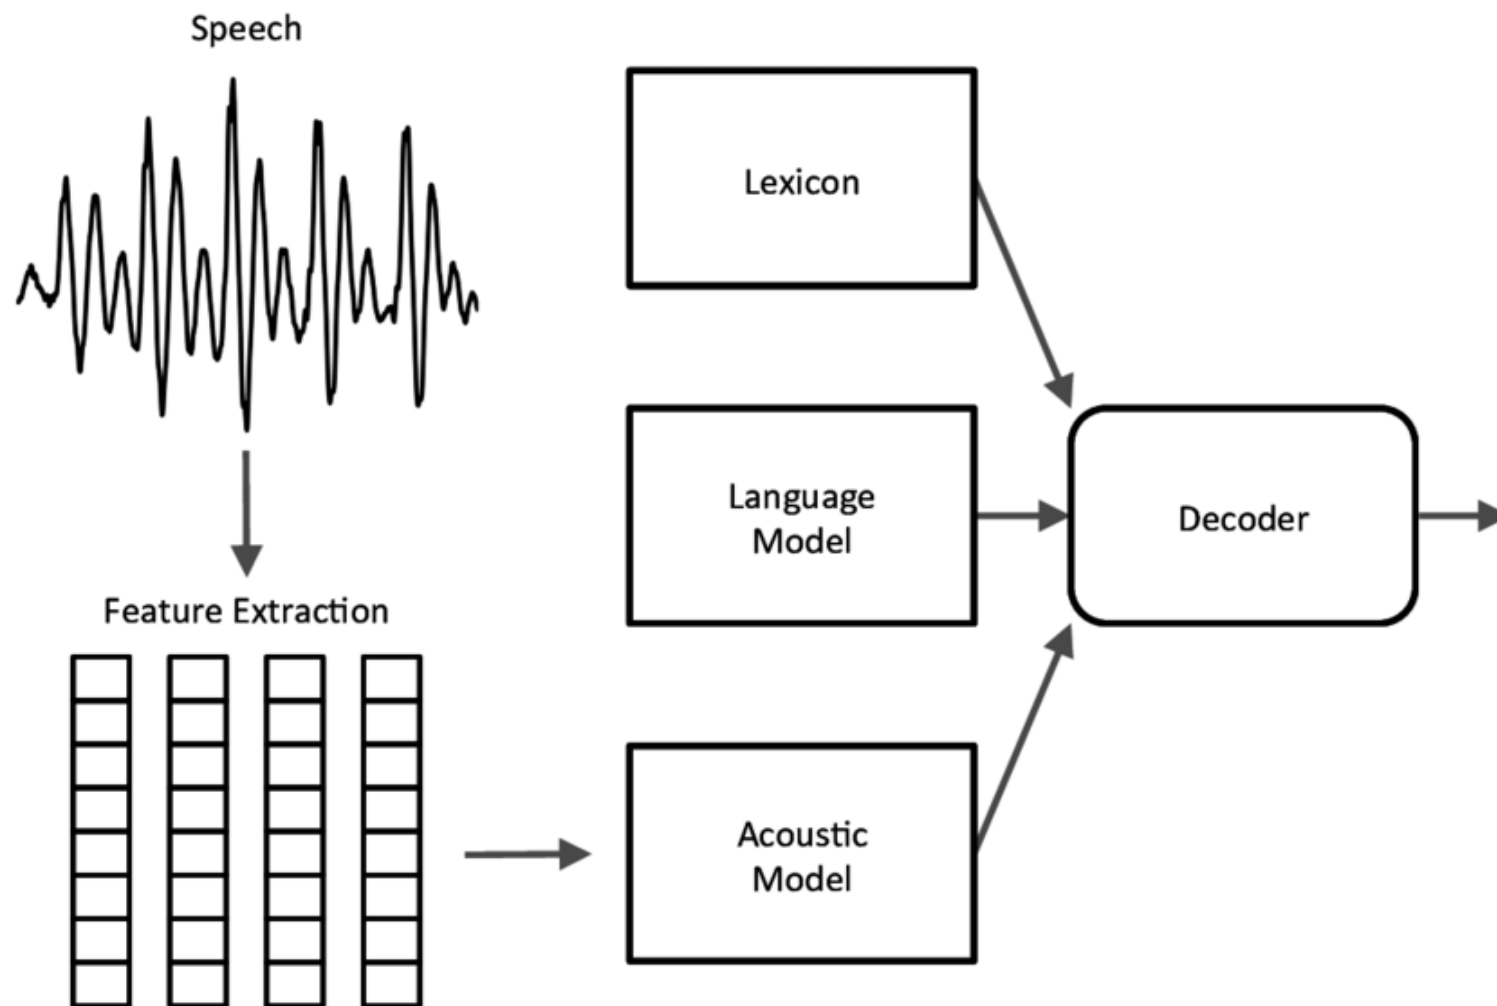 Speech
Feature Extraction
Lexicon
Language
Model
Acoustic
Model
Decoder